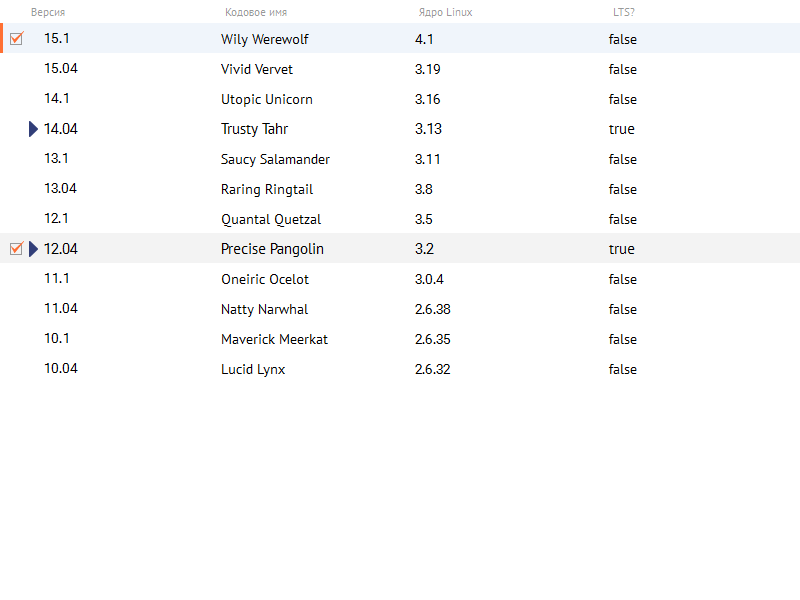 Версия Кодовое имя Ядро Linux LTS?
15.1 Wily Werewolf 4.1 false
15.04 Vivid Vervet 3.19 false
14.1 Utopic Unicorn 3.16 false
14.04 Trusty Tahr 3.13 true
13.1 Saucy Salamander 3.11 false
13.04 Raring Ringtail 3.8 false
12.1 Quantal Quetzal 3.5 false
12.04 Precise Pangolin 3.2 true
11.1 Oneiric Ocelot 3.0.4 false
11.04 Natty Narwhal 2.6.38 false
10.1 Maverick Meerkat 2.6.35 false
10.04 Lucid Lynx 2.6.32 false